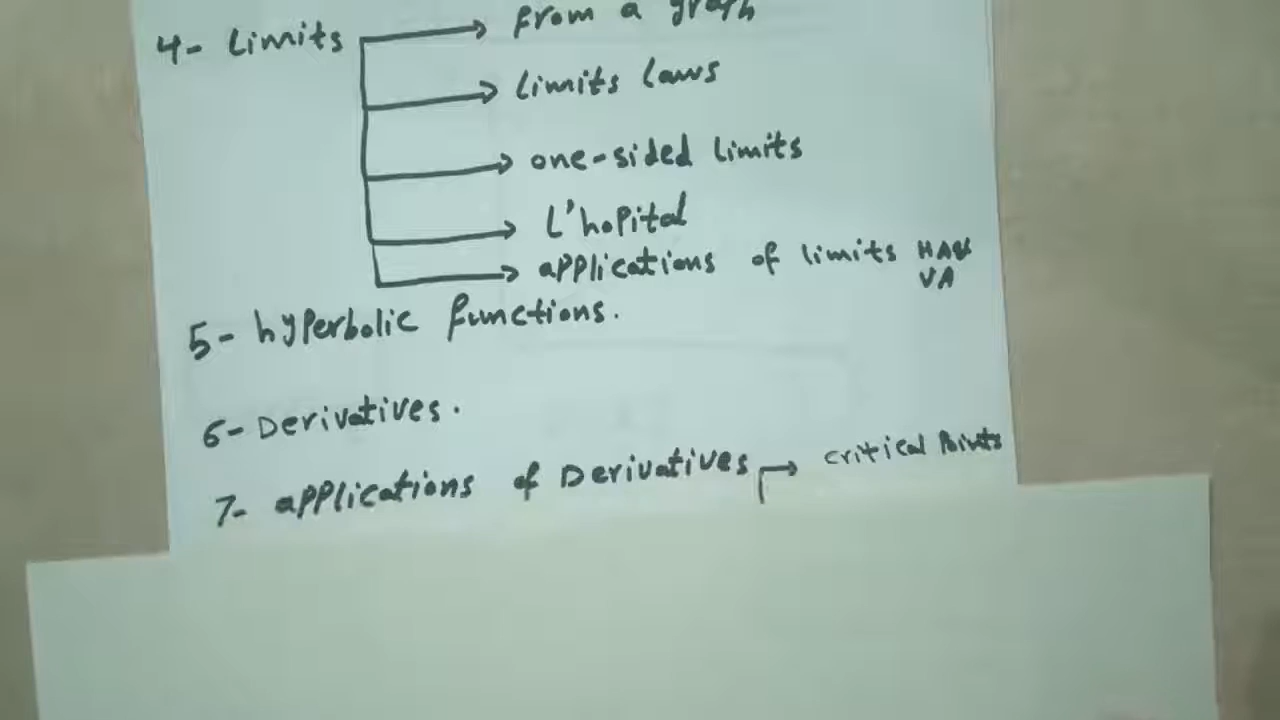 4- Limits → from a graph
→ limits laws
→ one-sided limits
→ L'hopital
→ applications of limits HA&
VA
5- hyperbolic functions.
6- Derivatives.
7- applications of Derivatives → critical Points